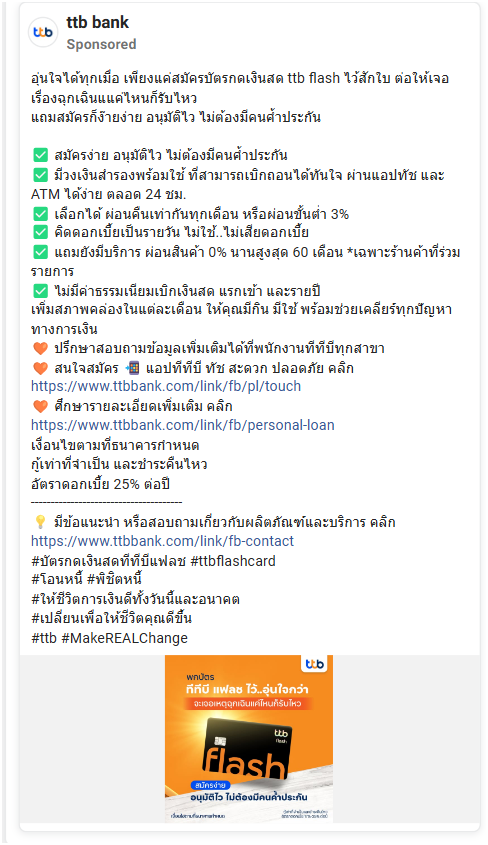 ttb bank
Sponsored
อุ่นใจได้ทุกเมื่อ เพียงแค่สมัครบัตรกดเงินสด ttb flash ไว้สักใบ ต่อให้เจอ
เรื่องฉุกเฉินแค่ไหนก็รับไหว
แถมสมัครก็ง๊ายง่าย อนุมัติไว ไม่ต้องมีคนค้ำประกัน
✅ สมัครง่าย อนุมัติไว ไม่ต้องมีคนค้ำประกัน
✅ มีวงเงินสำรองพร้อมใช้ ที่สามารถเบิกถอนได้ทันใจ ผ่านแอปทัช และ
ATM ได้ง่าย ตลอด 24 ชม.
✅ เลือกได้ ผ่อนคืนเท่ากันทุกเดือน หรือผ่อนขั้นต่ำ 3%
✅ คิดดอกเบี้ยเป็นรายวัน ไม่ใช้..ไม่เสียดอกเบี้ย
✅ แถมยังมีบริการ ผ่อนสินค้า 0% นานสูงสุด 60 เดือน *เฉพาะร้านค้าที่ร่วม
รายการ
✅ ไม่มีค่าธรรมเนียมเบิกเงินสด แรกเข้า และรายปี
เพิ่มสภาพคล่องในแต่ละเดือน ให้คุณมีกิน มีใช้ พร้อมช่วยเคลียร์ทุกปัญหา
ทางการเงิน
🧡 ปรึกษาสอบถามข้อมูลเพิ่มเติมได้ที่พนักงานทีทีบีทุกสาขา
🧡 สนใจสมัคร 📲 แอปทีทีบี ทัช สะดวก ปลอดภัย คลิก
https://www.ttbbank.com/link/fb/pl/touch
🧡 ศึกษารายละเอียดเพิ่มเติม คลิก
https://www.ttbbank.com/link/fb/personal-loan
เงื่อนไขตามที่ธนาคารกำหนด
กู้เท่าที่จำเป็น และชำระคืนไหว
อัตราดอกเบี้ย 25% ต่อปี
--------------------------------------
💡 มีข้อแนะนำ หรือสอบถามเกี่ยวกับผลิตภัณฑ์และบริการ คลิก
https://www.ttbbank.com/link/fb-contact
#บัตรกดเงินสดทีทีบีแฟลช #ttbflashcard
#โอนหนี้ #พิชิตหนี้
#ให้ชีวิตการเงินดีทั้งวันนี้และอนาคต
#เปลี่ยนเพื่อให้ชีวิตคุณดีขึ้น
#ttb #MakeREALChange
ttb
พกบัตร
ทีทีบี แฟลช ไว้..อุ่นใจกว่า
จะเจอเหตุฉุกเฉินแค่ไหนก็รับไหว
ttb
flash
flash
สมัครง่าย
อนุมัติไว ไม่ต้องมีคนค้ำประกัน
เงื่อนไขตามที่ธนาคารกำหนด